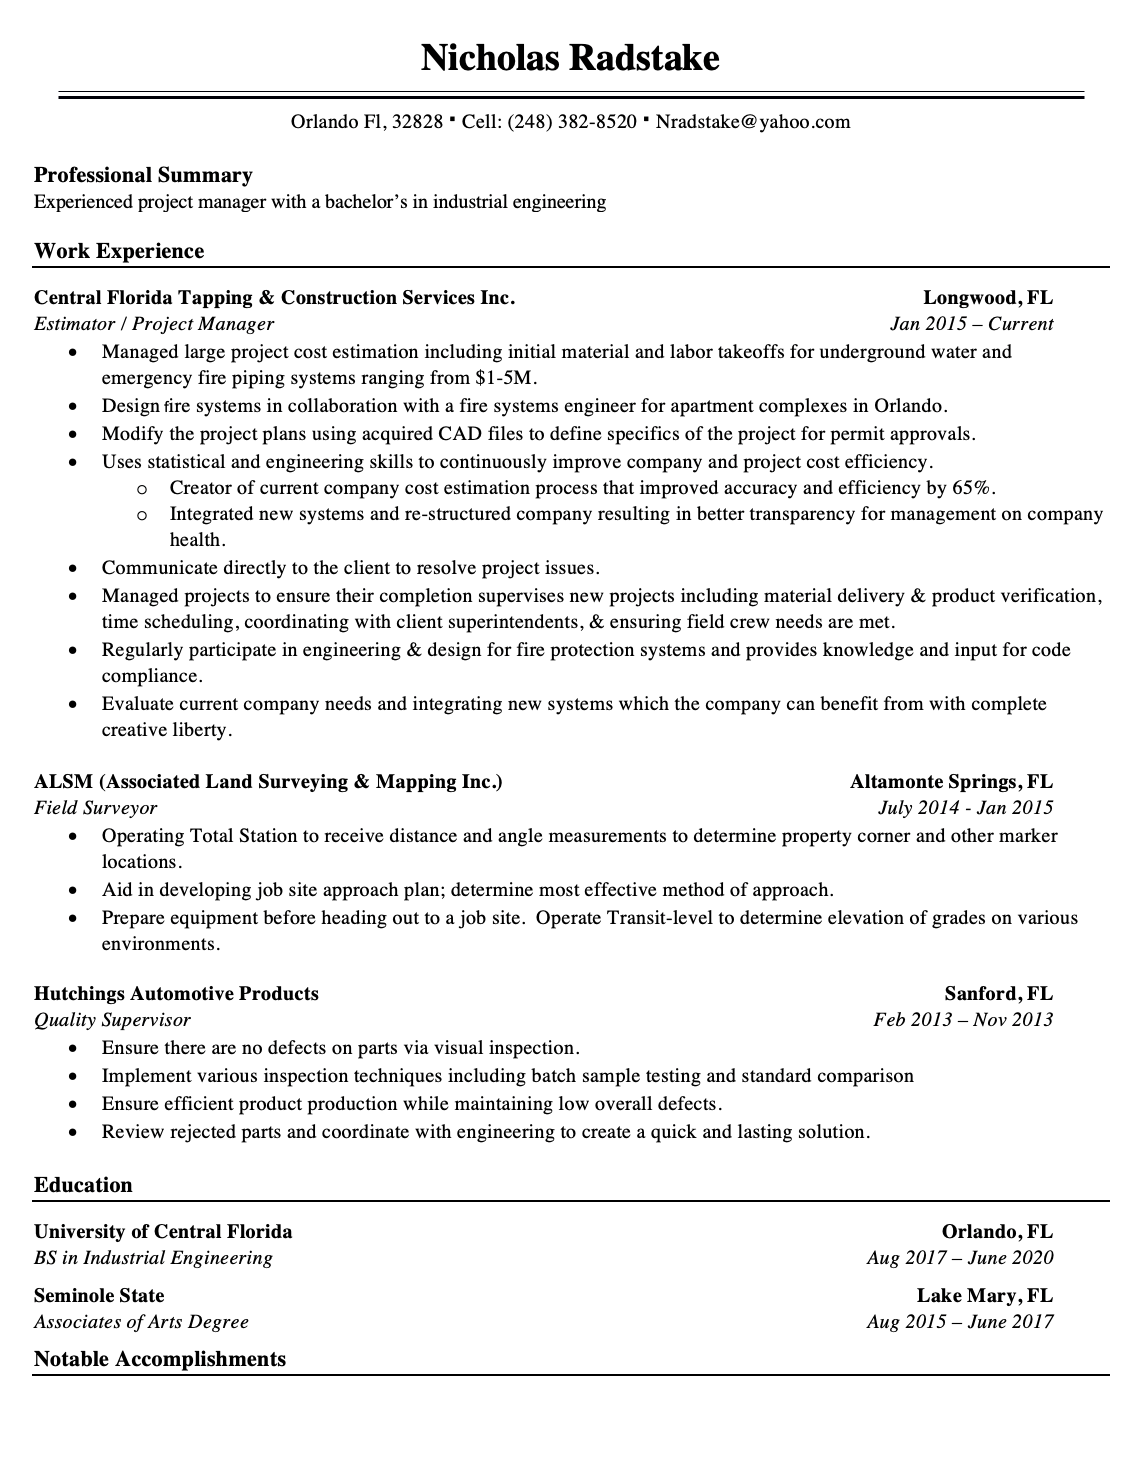 Nicholas Radstake
Orlando Fl, 32828 ▪ Cell: (248) 382-8520 ▪ Nradstake@yahoo.com
Professional Summary
Experienced project manager with a bachelor’s in industrial engineering
Work Experience
Central Florida Tapping & Construction Services Inc. Longwood, FL
Estimator / Project Manager Jan 2015 – Current
• Managed large project cost estimation including initial material and labor takeoffs for underground water and
emergency fire piping systems ranging from $1-5M.
• Design fire systems in collaboration with a fire systems engineer for apartment complexes in Orlando.
• Modify the project plans using acquired CAD files to define specifics of the project for permit approvals.
• Uses statistical and engineering skills to continuously improve company and project cost efficiency.
o Creator of current company cost estimation process that improved accuracy and efficiency by 65%.
o Integrated new systems and re-structured company resulting in better transparency for management on company
health.
• Communicate directly to the client to resolve project issues.
• Managed projects to ensure their completion supervises new projects including material delivery & product verification,
time scheduling, coordinating with client superintendents, & ensuring field crew needs are met.
• Regularly participate in engineering & design for fire protection systems and provides knowledge and input for code
compliance.
• Evaluate current company needs and integrating new systems which the company can benefit from with complete
creative liberty.
ALSM (Associated Land Surveying & Mapping Inc.) Altamonte Springs, FL
Field Surveyor July 2014 - Jan 2015
• Operating Total Station to receive distance and angle measurements to determine property corner and other marker
locations.
• Aid in developing job site approach plan; determine most effective method of approach.
• Prepare equipment before heading out to a job site.  Operate Transit-level to determine elevation of grades on various
environments.
Hutchings Automotive Products Sanford, FL
Quality Supervisor Feb 2013 – Nov 2013
• Ensure there are no defects on parts via visual inspection.
• Implement various inspection techniques including batch sample testing and standard comparison
• Ensure efficient product production while maintaining low overall defects.
• Review rejected parts and coordinate with engineering to create a quick and lasting solution.
Education
University of Central Florida Orlando, FL
BS in Industrial Engineering Aug 2017 – June 2020
Seminole State Lake Mary, FL
Associates of Arts Degree Aug 2015 – June 2017
Notable Accomplishments